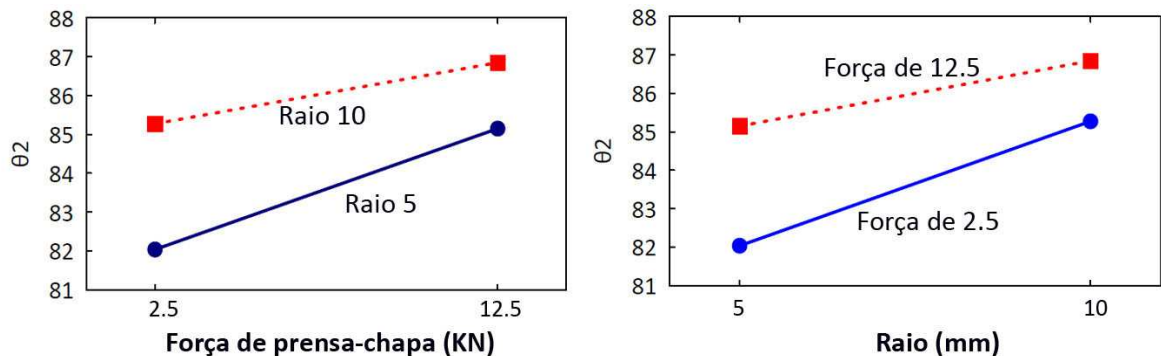 88
87
86
85
84
83
82
81
θ2
Raio 10
Raio 5
2.5
12.5
Força de prensa-chapa (KN)
88
87
86
85
84
83
82
81
θ2
Força de 12.5
Força de 2.5
5
10
Raio (mm)